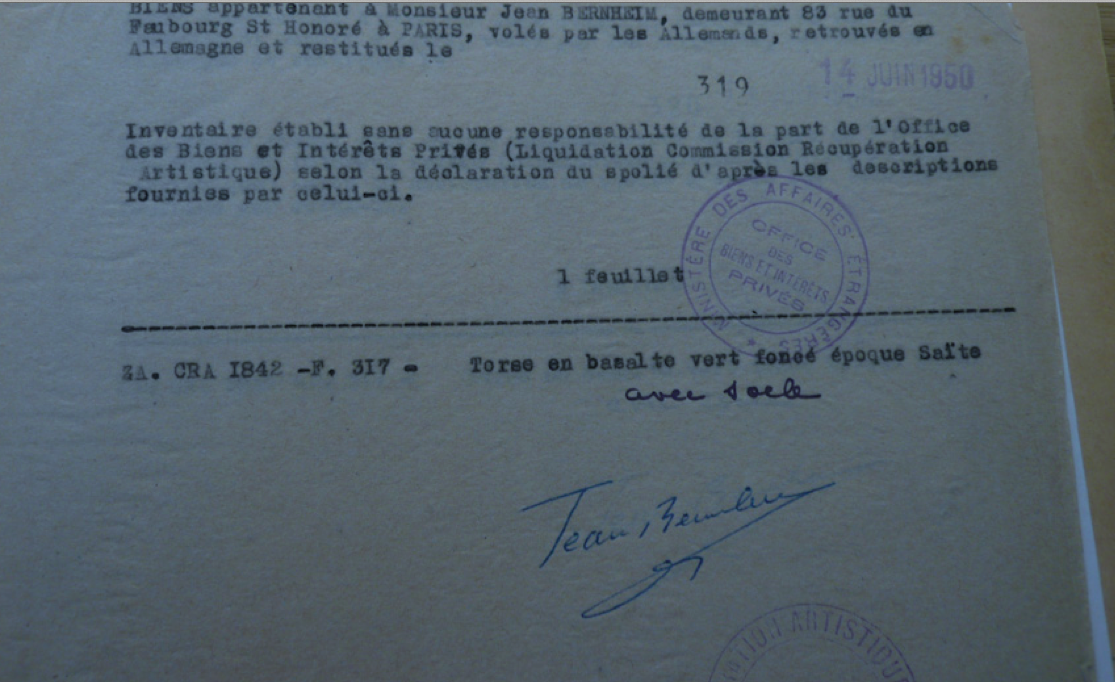 BIENS appartenant à Monsieur Jean BERNHEIM, demeurant 83 rue du
Faubourg St Honoré à PARIS, volés par les Allemands, retrouvés en
Allemagne et restitués le
319
14 JUIN 1950
Inventaire établi sans aucune responsabilité de la part de l'Office
des Biens et Intérêts Privés (Liquidation Commission Récupération
Artistique) selon la déclaration du spolié d'après les descriptions
fournies par celui-ci.
MINISTÈRE DES AFFAIRES ÉTRANGÈRES
OFFICE
DES
BIENS ET INTÉRÊTS
PRIVÉS
1 feuillet
ZA. CRA I842 -F. 3I7 - Torse en basalte vert foncé époque Saïte
avec socle
Jean Bernheim
ARTISTIQUE